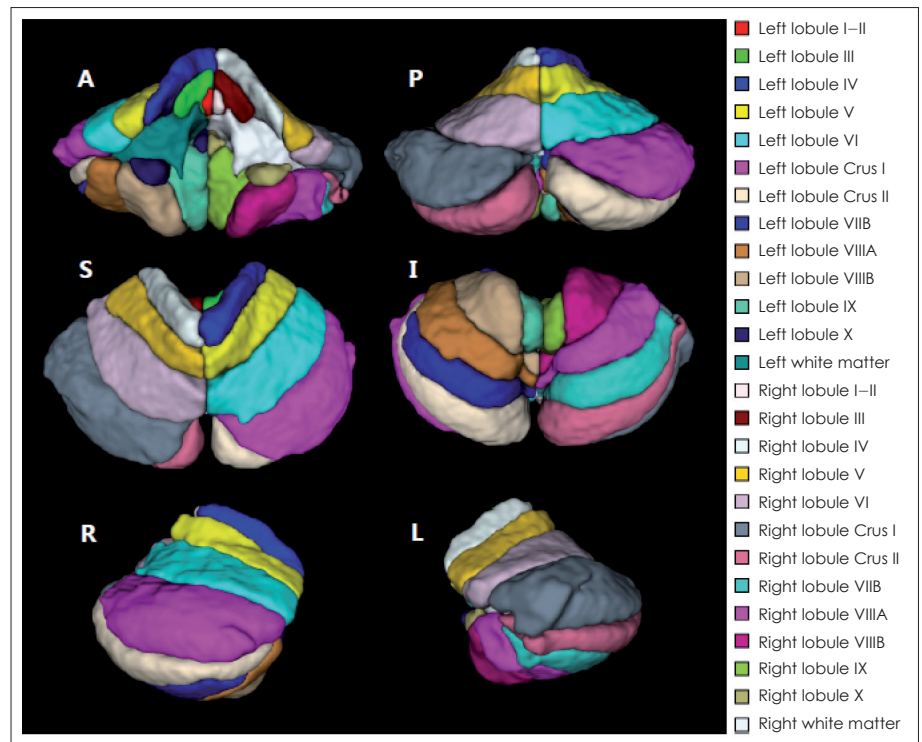 A
P
S
I
R
L
Left lobule I–II
Left lobule III
Left lobule IV
Left lobule V
Left lobule VI
Left lobule Crus I
Left lobule Crus II
Left lobule VIIB
Left lobule VIIIA
Left lobule VIIIB
Left lobule IX
Left lobule X
Left white matter
Right lobule I–II
Right lobule III
Right lobule IV
Right lobule V
Right lobule VI
Right lobule Crus I
Right lobule Crus II
Right lobule VIIB
Right lobule VIIIA
Right lobule VIIIB
Right lobule IX
Right lobule X
Right white matter